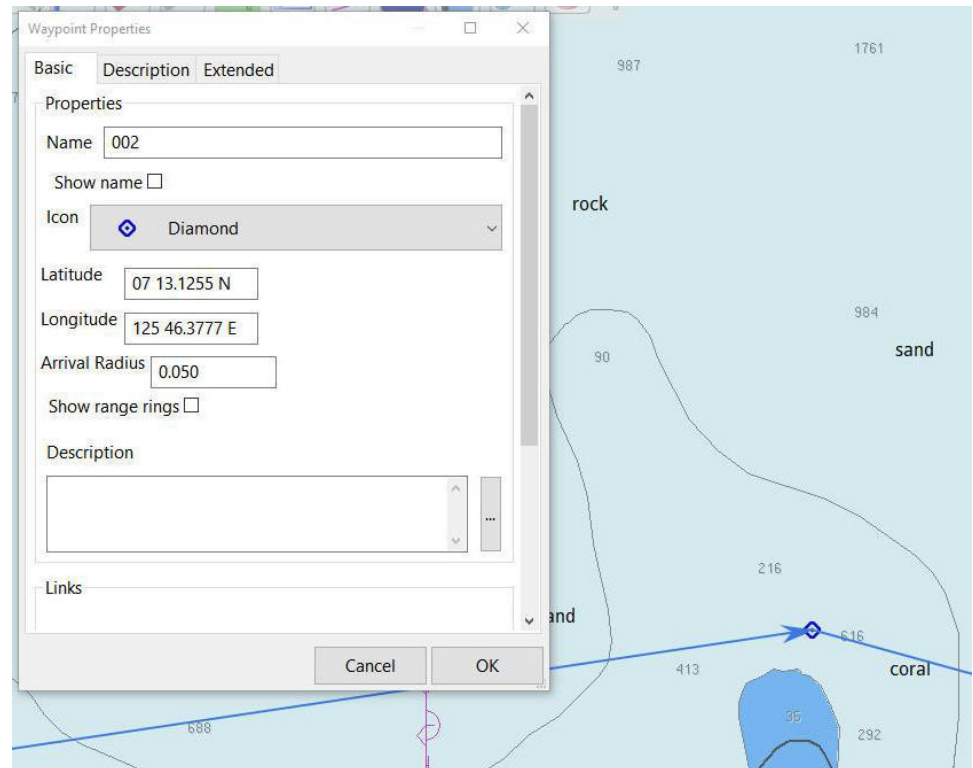 Waypoint Properties
Basic Description Extended
Properties
Name 002
Show name
Icon Diamond
Latitude 07 13.1255 N
Longitude 125 46.3777 E
Arrival Radius 0.050
Show range rings
Description
...
Links
Cancel OK
1761
987
rock
984
sand
90
216
and
616
413
coral
35
688
292